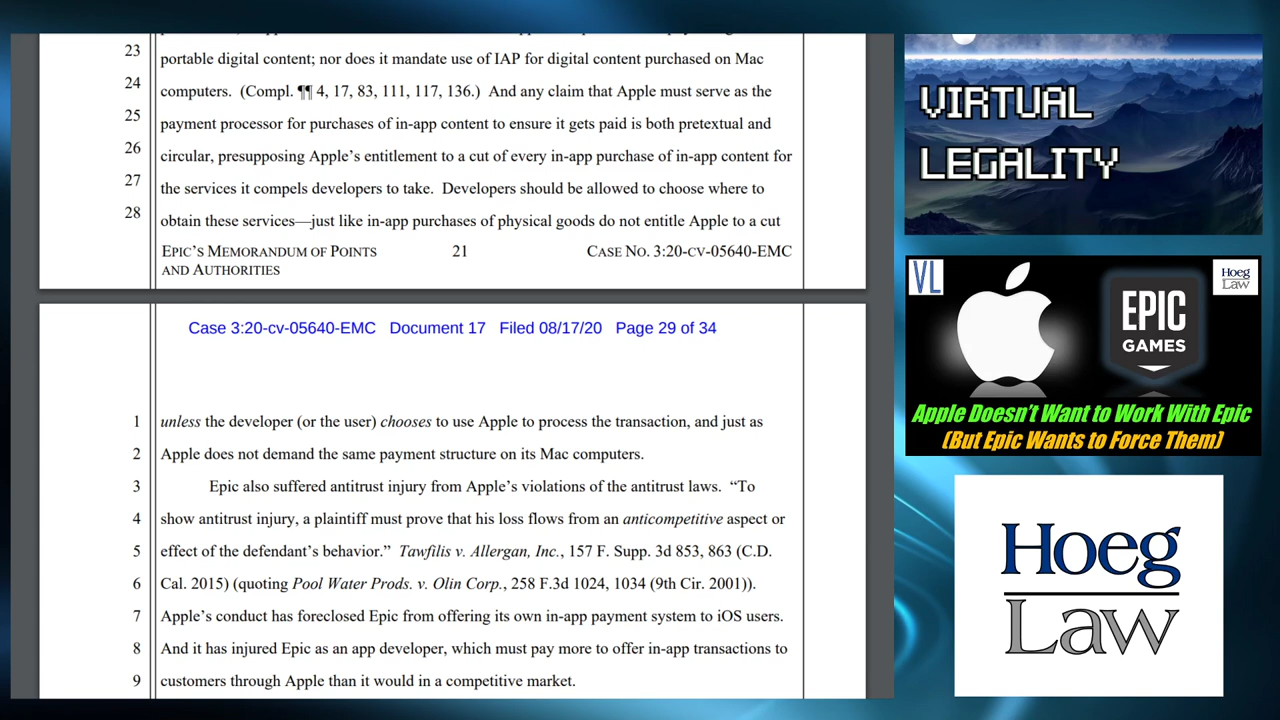 23 portable digital content; nor does it mandate use of IAP for digital content purchased on Mac
24 computers. (Compl. ¶¶ 4, 17, 83, 111, 117, 136.) And any claim that Apple must serve as the
25 payment processor for purchases of in-app content to ensure it gets paid is both pretextual and
26 circular, presupposing Apple’s entitlement to a cut of every in-app purchase of in-app content for
27 the services it compels developers to take. Developers should be allowed to choose where to
28 obtain these services—just like in-app purchases of physical goods do not entitle Apple to a cut
EPIC’S MEMORANDUM OF POINTS 21 CASE NO. 3:20-CV-05640-EMC
AND AUTHORITIES
Case 3:20-cv-05640-EMC Document 17 Filed 08/17/20 Page 29 of 34
1 unless the developer (or the user) chooses to use Apple to process the transaction, and just as
2 Apple does not demand the same payment structure on its Mac computers.
3 Epic also suffered antitrust injury from Apple’s violations of the antitrust laws. “To
4 show antitrust injury, a plaintiff must prove that his loss flows from an anticompetitive aspect or
5 effect of the defendant’s behavior.” Tawfilis v. Allergan, Inc., 157 F. Supp. 3d 853, 863 (C.D.
6 Cal. 2015) (quoting Pool Water Prods. v. Olin Corp., 258 F.3d 1024, 1034 (9th Cir. 2001)).
7 Apple’s conduct has foreclosed Epic from offering its own in-app payment system to iOS users.
8 And it has injured Epic as an app developer, which must pay more to offer in-app transactions to
9 customers through Apple than it would in a competitive market.
VIRTUAL
LEGALITY
VL
Hoeg
Law
EPIC
GAMES
Apple Doesn't Want to Work With Epic
(But Epic Wants to Force Them)
Hoeg
Law